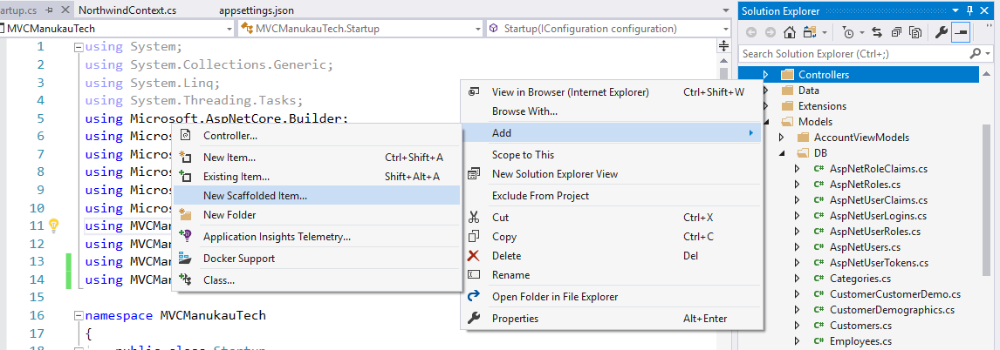 artup.cs
NorthwindContext.cs
appsettings.json
MVCManukauTech
MVCManukauTech.Startup
Startup(IConfiguration configuration)
1 using System;
2 using System.Collections.Generic;
3 using System.Linq;
4 using System.Threading.Tasks;
5 using Microsoft.AspNetCore.Builder;
6 using Micros
7 using Micros
8 using Micros
9 using Micros
10 using Micros
11 using MVCMan
12 using MVCMan
13 using MVCMan
14 using MVCMan
15
16 namespace MVCManukauTech
17 {
18 public class Startup
Controller...
New Item... Ctrl+Shift+A
Existing Item... Shift+Alt+A
New Scaffolded Item...
New Folder
Application Insights Telemetry...
Docker Support
Class...
View in Browser (Internet Explorer) Ctrl+Shift+W
Browse With...
Add
Scope to This
New Solution Explorer View
Exclude From Project
Cut Ctrl+X
Copy Ctrl+C
Delete Del
Rename
Open Folder in File Explorer
Properties Alt+Enter
Solution Explorer
Search Solution Explorer (Ctrl+;)
Controllers
Data
Extensions
Models
AccountViewModels
DB
C# AspNetRoleClaims.cs
C# AspNetRoles.cs
C# AspNetUserClaims.cs
C# AspNetUserLogins.cs
C# AspNetUserRoles.cs
C# AspNetUsers.cs
C# AspNetUserTokens.cs
C# Categories.cs
C# CustomerCustomerDemo.cs
C# CustomerDemographics.cs
C# Customers.cs
C# Employees.cs